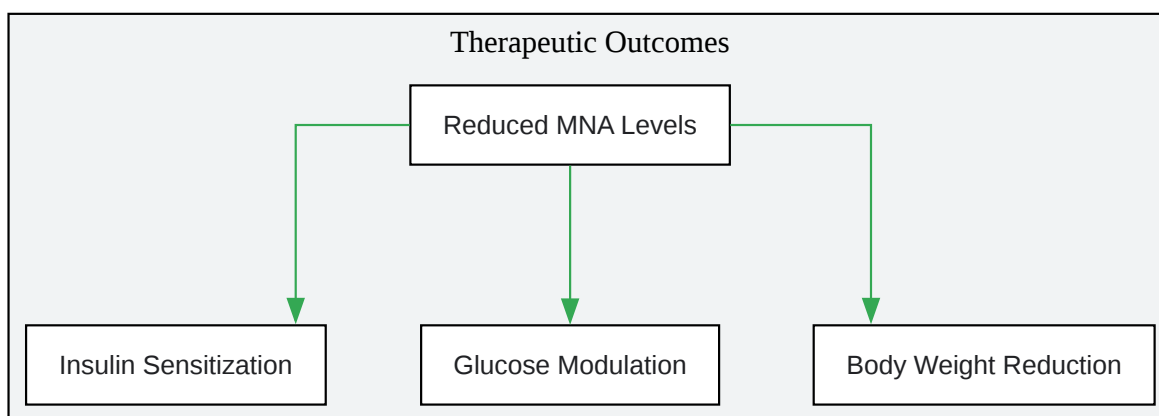 Therapeutic Outcomes
Reduced MNA Levels
Insulin Sensitization
Glucose Modulation
Body Weight Reduction